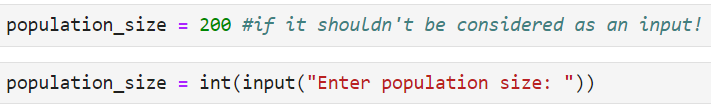 population_size = 200 #if it shouldn't be considered as an input!
population_size = int(input("Enter population size: "))